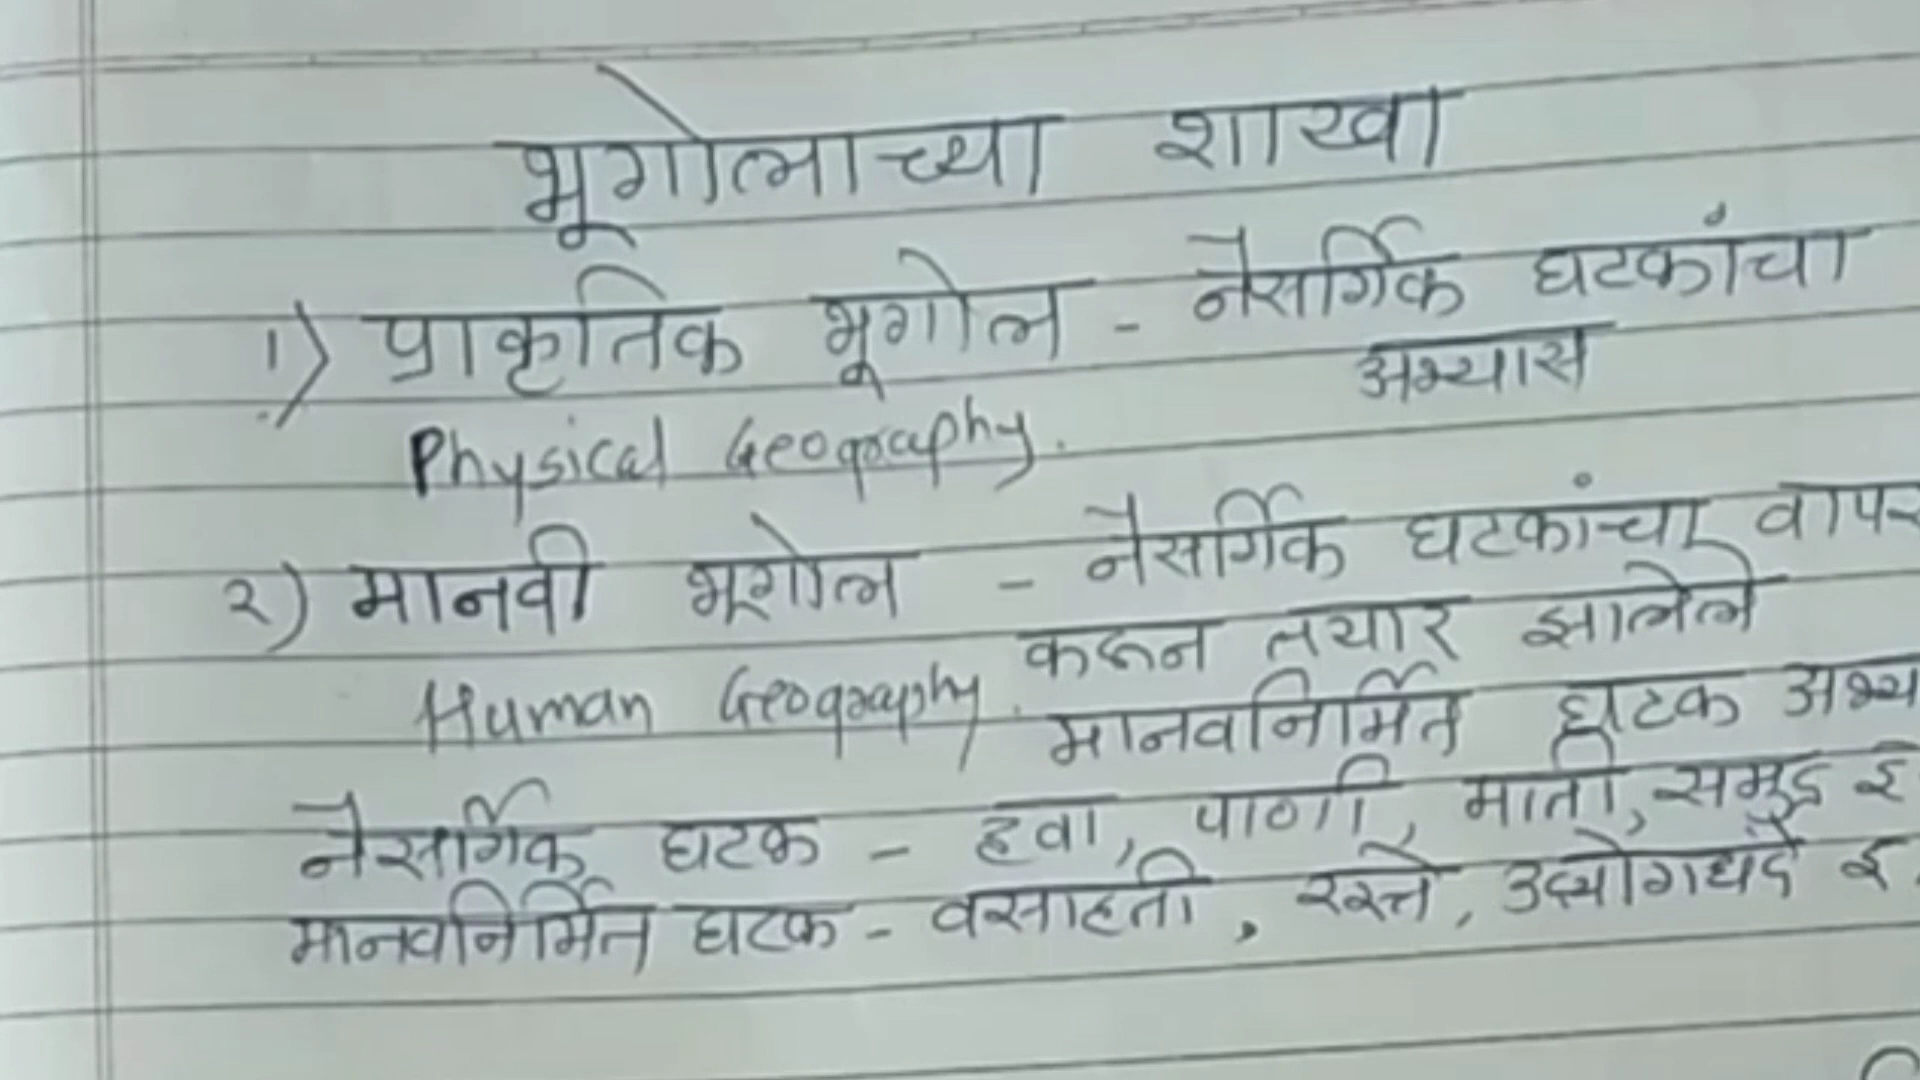 भूगोलाच्या शाखा
१) प्राकृतिक भूगोल - नैसर्गिक घटकांचा
अभ्यास
Physical Geography.
२) मानवी भूगोल - नैसर्गिक घटकांचा वापर
करून तयार झालेले
Human Geography. मानवनिर्मित घटक अभ्य
नैसर्गिक घटक - हवा, पाणी, माती, समुद्र इ
मानवनिर्मित घटक - वसाहती, रस्ते, उद्योगधंदे इ.